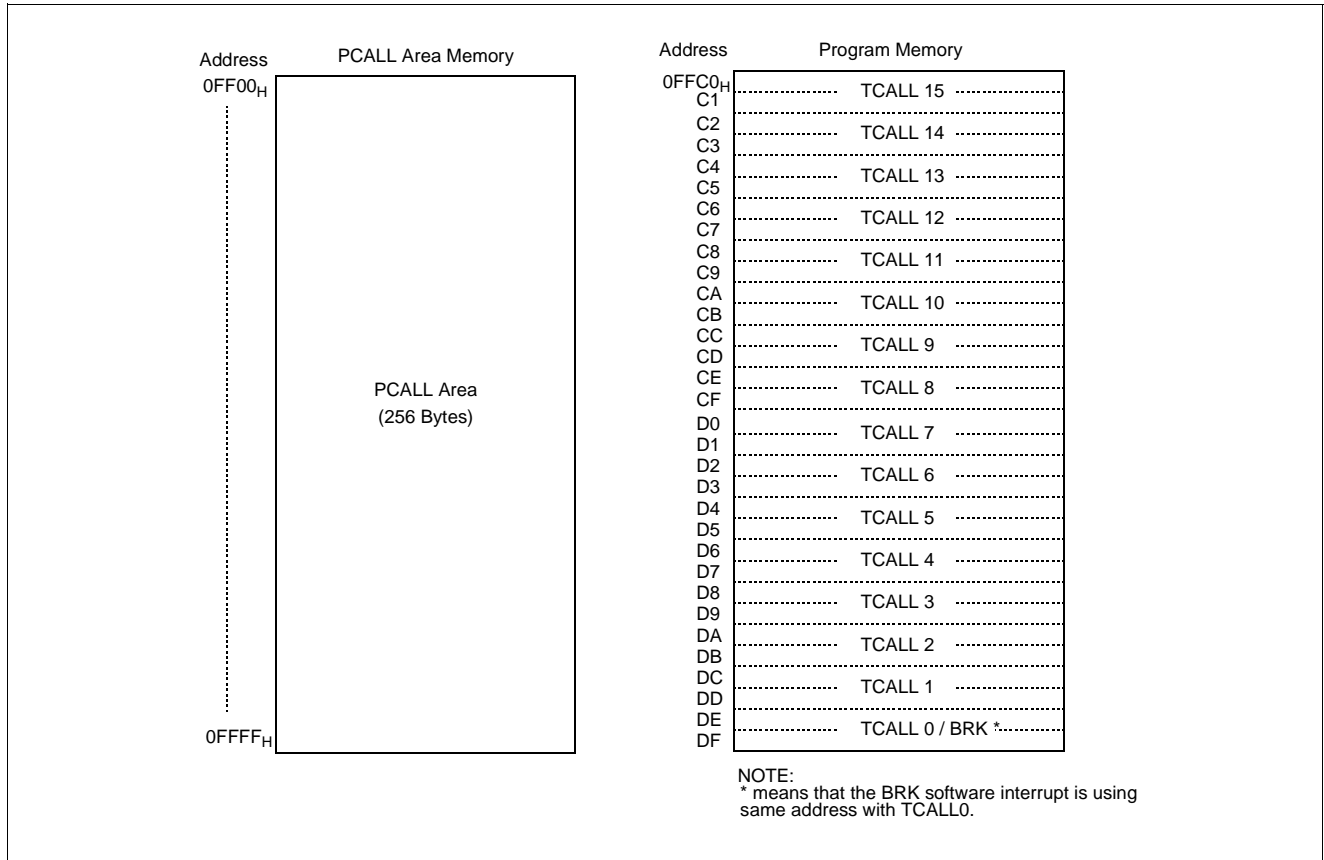 Address
PCALL Area Memory
0FF00H
PCALL Area
(256 Bytes)
0FFFFH
Address
Program Memory
0FFC0H
C1
TCALL 15
C2
C3
TCALL 14
C4
C5
TCALL 13
C6
C7
TCALL 12
C8
C9
TCALL 11
CA
CB
TCALL 10
CC
CD
TCALL 9
CE
CF
TCALL 8
D0
D1
TCALL 7
D2
D3
TCALL 6
D4
D5
TCALL 5
D6
D7
TCALL 4
D8
D9
TCALL 3
DA
DB
TCALL 2
DC
DD
TCALL 1
DE
DF
TCALL 0 / BRK *
NOTE:
* means that the BRK software interrupt is using
same address with TCALL0.